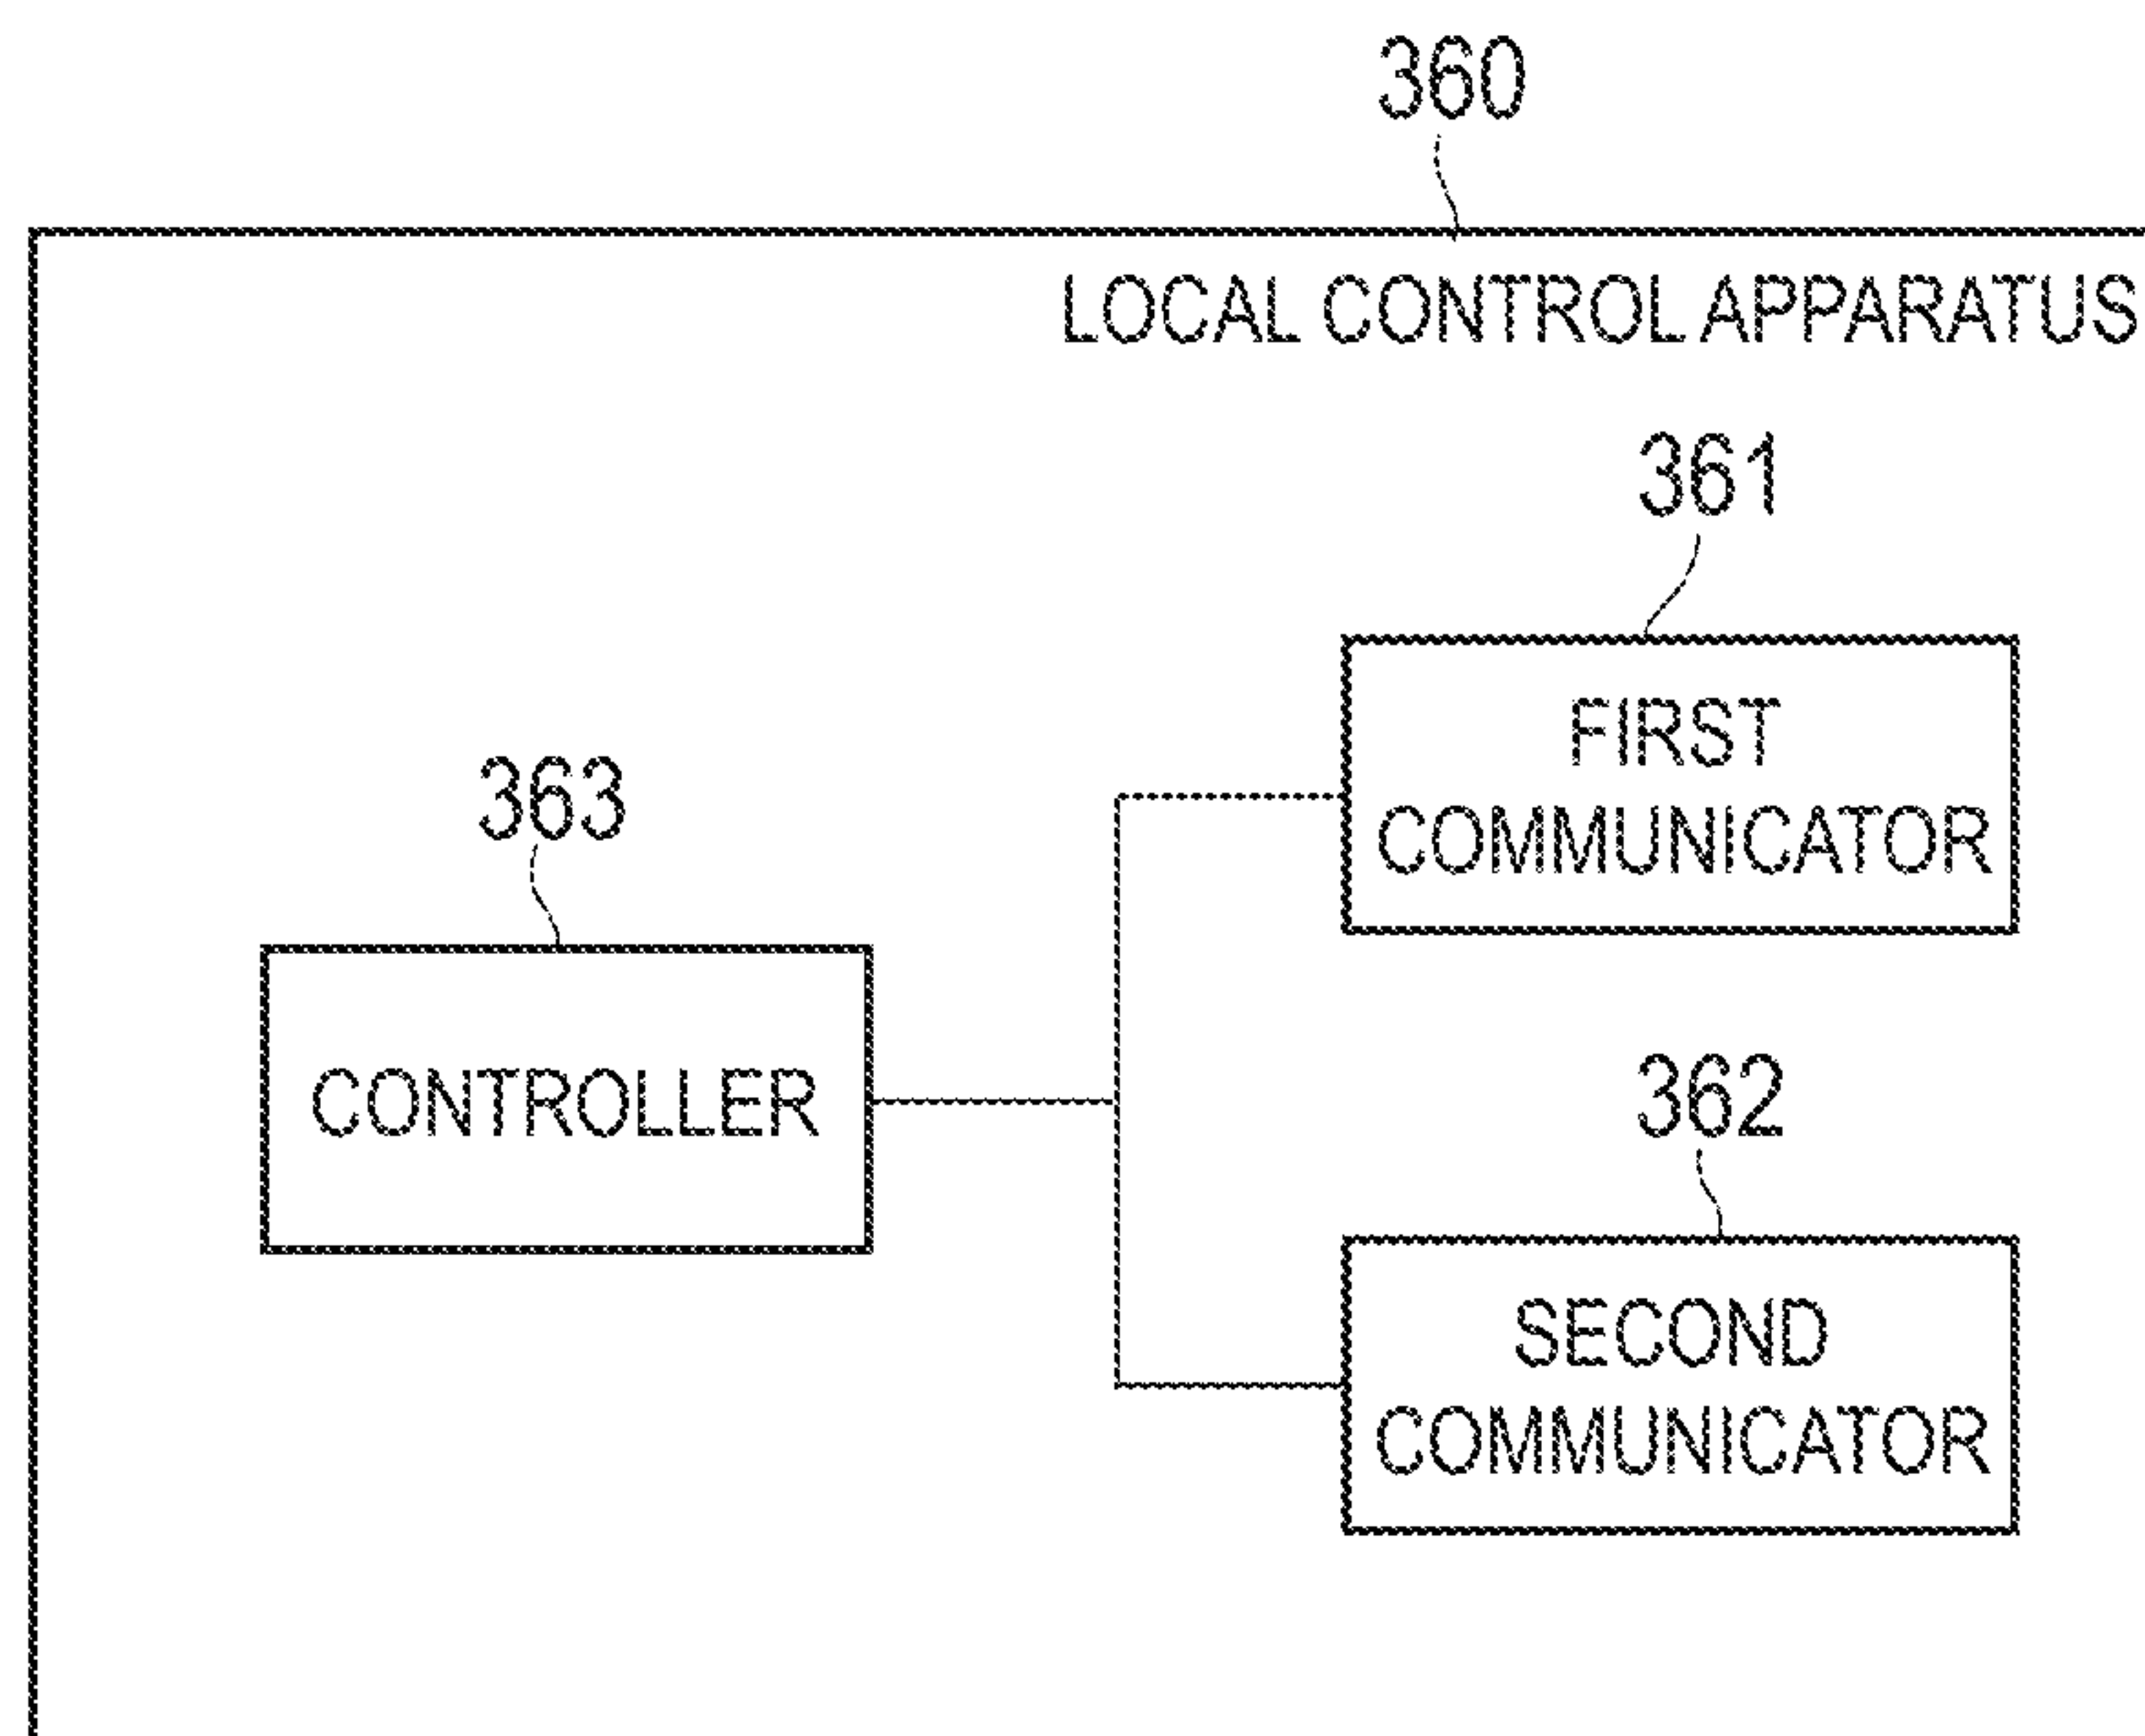 360
LOCAL CONTROL APPARATUS
361
FIRST
COMMUNICATOR
363
CONTROLLER
362
SECOND
COMMUNICATOR